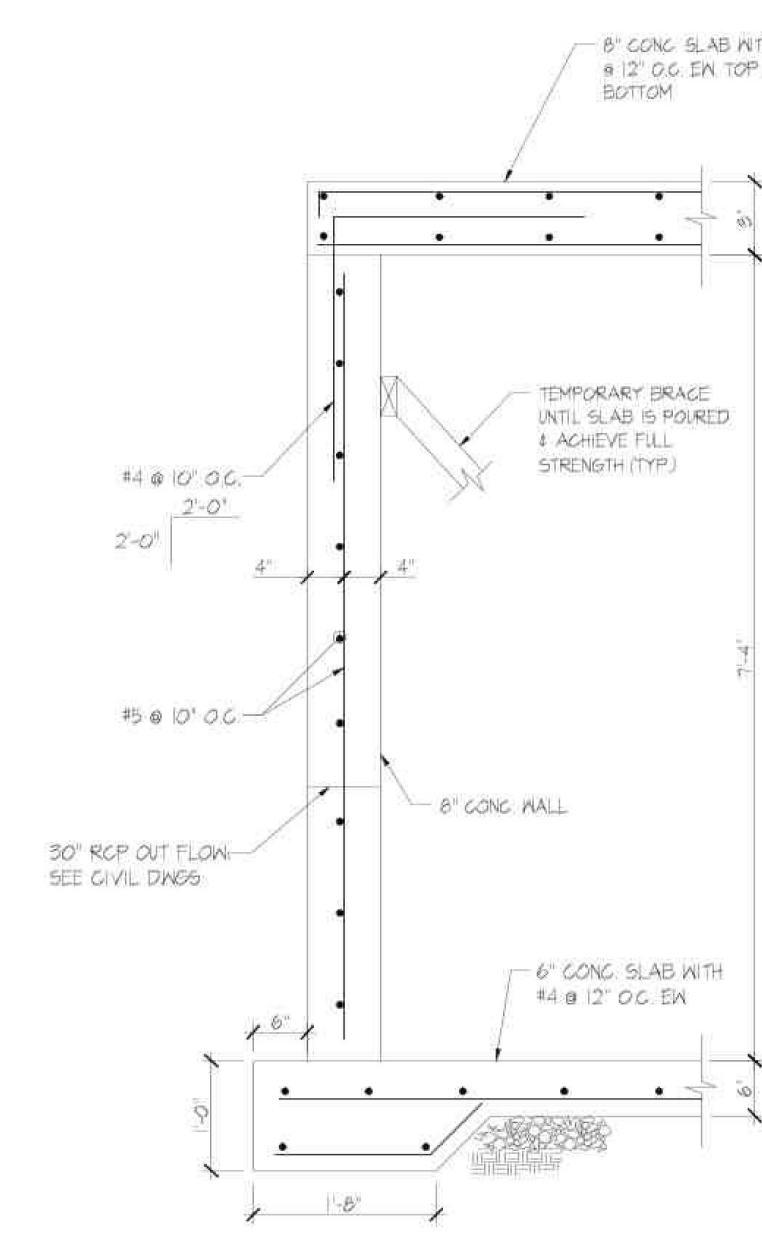 8" CONC. SLAB WIT
@ 12" O.C. EW TOP
BOTTOM
8"
TEMPORARY BRACE
UNTIL SLAB IS POURED
& ACHIEVE FULL
STRENGTH (TYP.)
#4 @ 10" O.C.
2'-0"
2'-0"
4"
4"
7'-4"
#5 @ 10" O.C.
8" CONC. WALL
30" RCP OUT FLOW:
SEE CIVIL DWGS
6" CONC. SLAB WITH
#4 @ 12" O.C. EW
6"
1'-0"
6"
1'-8"